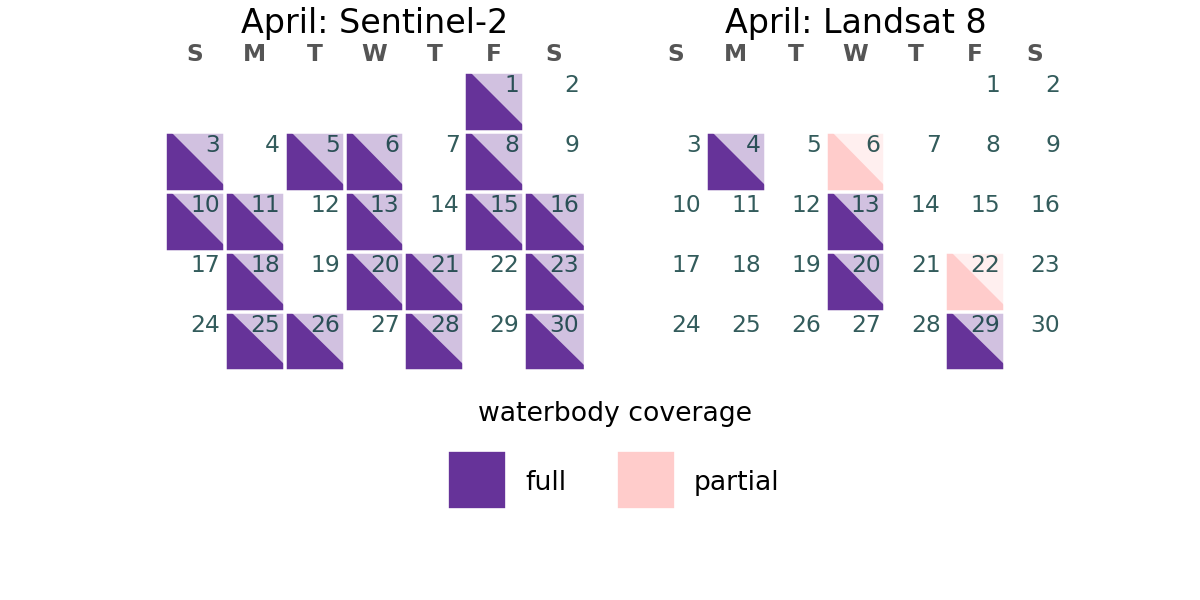 April: Sentinel-2
S M T W T F S
1 2
3 4 5 6 7 8 9
10 11 12 13 14 15 16
17 18 19 20 21 22 23
24 25 26 27 28 29 30
April: Landsat 8
S M T W T F S
1 2
3 4 5 6 7 8 9
10 11 12 13 14 15 16
17 18 19 20 21 22 23
24 25 26 27 28 29 30
waterbody coverage
full partial